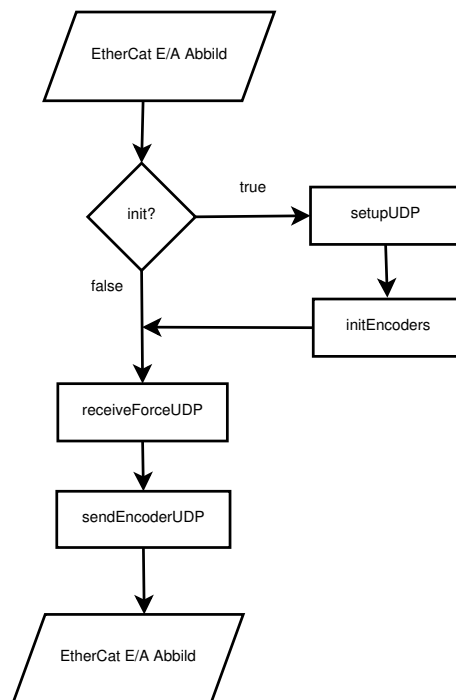 EtherCat E/A Abbild
init?
true
setupUDP
false
initEncoders
receiveForceUDP
sendEncoderUDP
EtherCat E/A Abbild